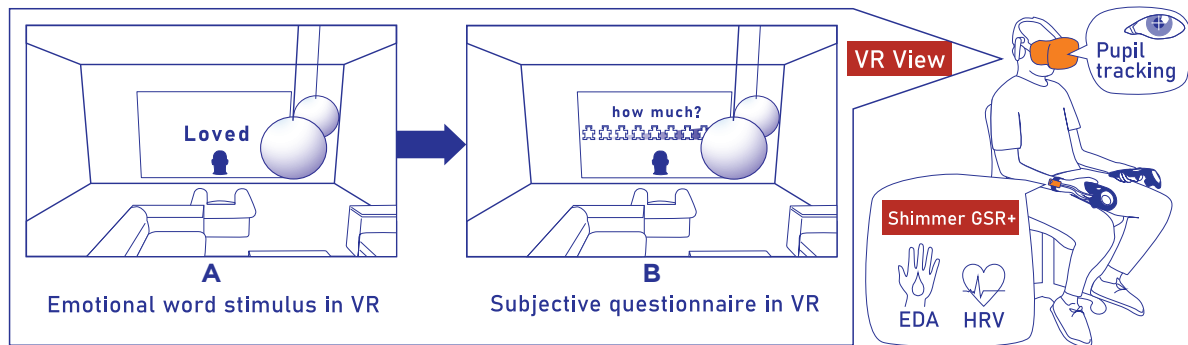 Loved
A
Emotional word stimulus in VR
how much?
B
Subjective questionnaire in VR
VR View
Pupil
tracking
Shimmer GSR+
EDA
HRV